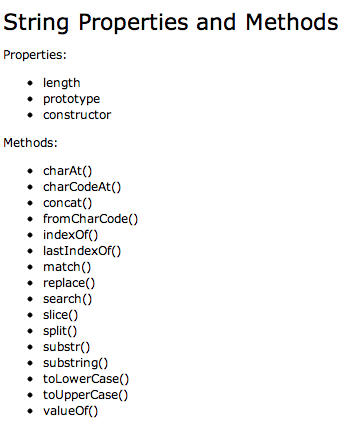 String Properties and Methods
Properties:
length
prototype
constructor
Methods:
charAt()
charCodeAt()
concat()
fromCharCode()
indexOf()
lastIndexOf()
match()
replace()
search()
slice()
split()
substr()
substring()
toLowerCase()
toUpperCase()
valueOf()